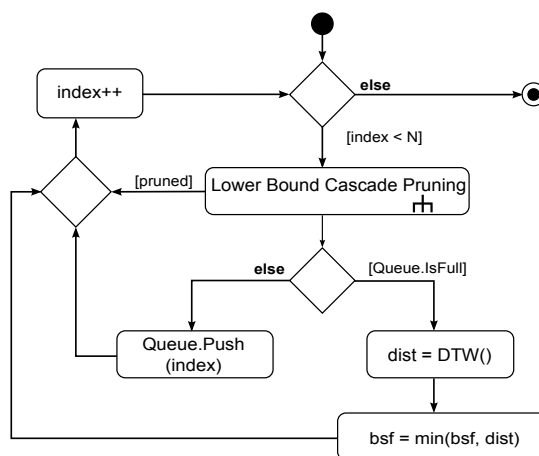 index++
else
[index < N]
[pruned]
Lower Bound Cascade Pruning
else
[Queue.IsFull]
Queue.Push
(index)
dist = DTW()
bsf = min(bsf, dist)